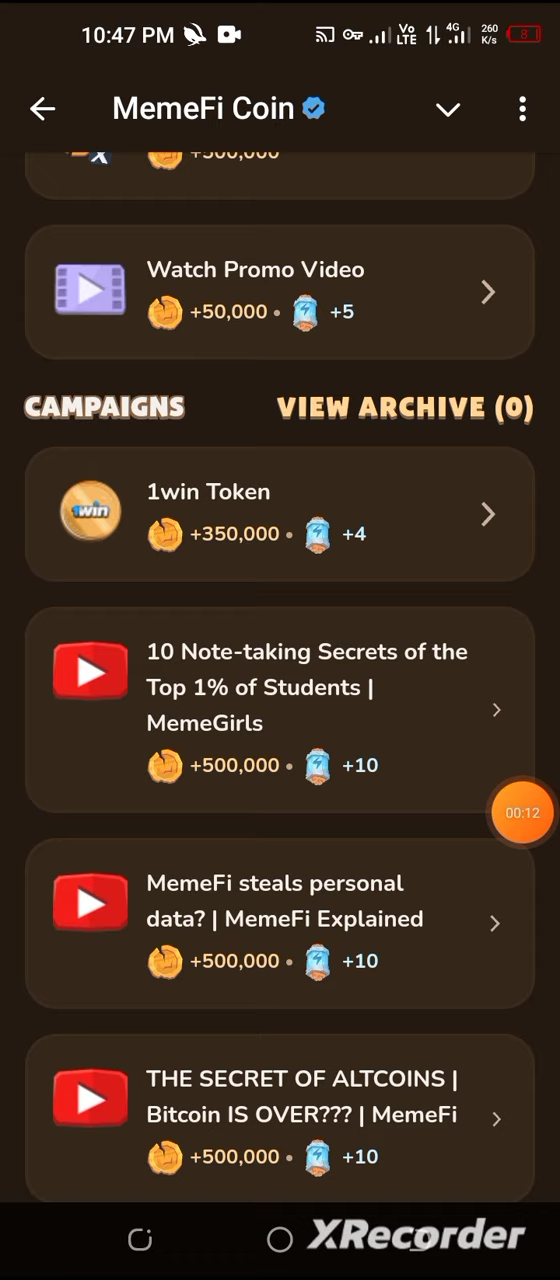 10:47 PM
Vo LTE
4G
260 K/s
8
MemeFi Coin
+500,000
Watch Promo Video
+50,000 • +5
CAMPAIGNS
VIEW ARCHIVE (0)
1win
1win Token
+350,000 • +4
10 Note-taking Secrets of the
Top 1% of Students |
MemeGirls
+500,000 • +10
00:12
MemeFi steals personal
data? | MemeFi Explained
+500,000 • +10
THE SECRET OF ALTCOINS |
Bitcoin IS OVER??? | MemeFi
+500,000 • +10
XRecorder